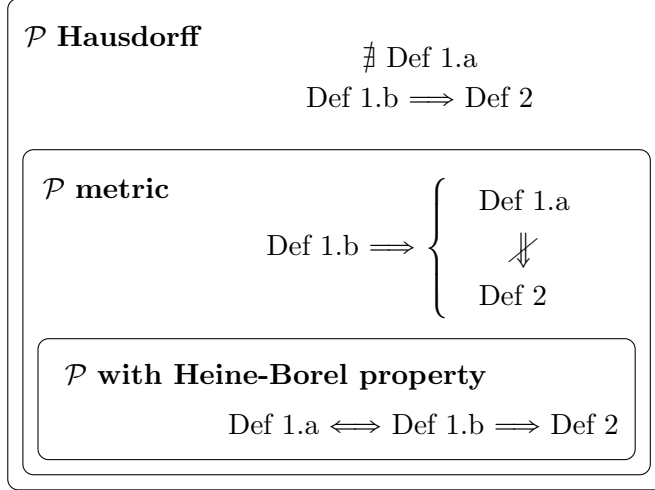 𝒫 Hausdorff
∄ Def 1.a
Def 1.b ⟹ Def 2
𝒫 metric
Def 1.a
Def 1.b ⟹ { ⇓̸
Def 2
𝒫 with Heine-Borel property
Def 1.a ⟺ Def 1.b ⟹ Def 2